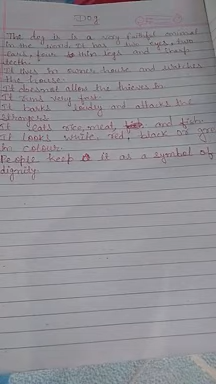 Dog
The dog is a very faithful animal
In the world. It has two eyes, two
ears, four thin legs and sharp
teeth.
It lives in owner house and watches
the house.
It doesnot allow the thieves in
It runs very fast.
It barks loudly and attacks the
strangers
It eats rice, meat, and fish.
It looks white, red, black or grey
in colour.
People keep it as a symbol of
dignity.